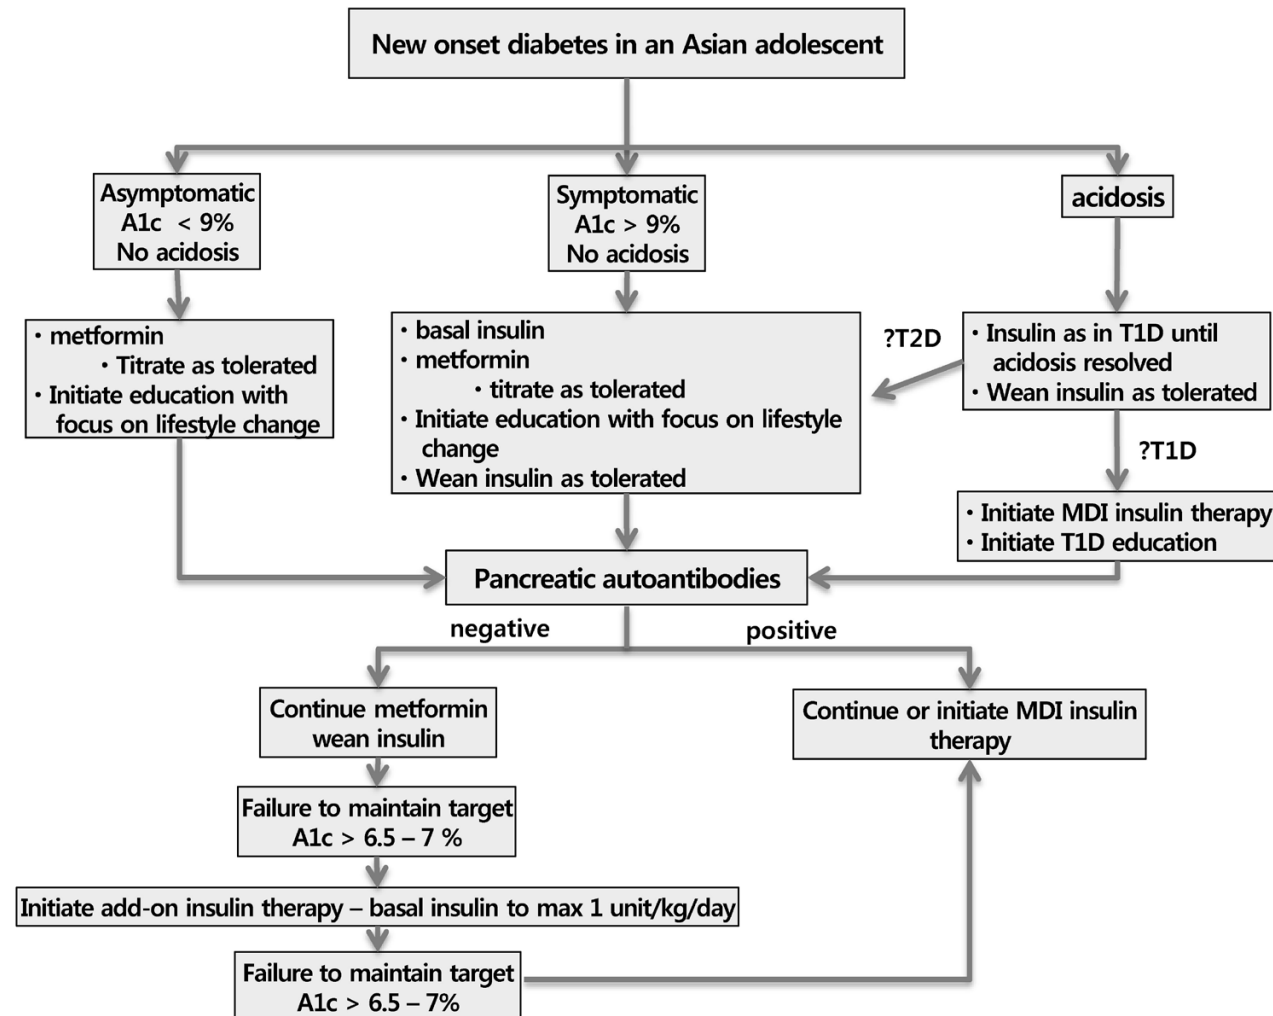 New onset diabetes in an Asian adolescent
Asymptomatic
A1c < 9%
No acidosis
Symptomatic
A1c > 9%
No acidosis
acidosis
• metformin
• Titrate as tolerated
• Initiate education with
focus on lifestyle change
• basal insulin
• metformin
• titrate as tolerated
• Initiate education with focus on lifestyle
change
• Wean insulin as tolerated
?T2D
• Insulin as in T1D until
acidosis resolved
• Wean insulin as tolerated
?T1D
• Initiate MDI insulin therapy
• Initiate T1D education
Pancreatic autoantibodies
negative
positive
Continue metformin
wean insulin
Continue or initiate MDI insulin
therapy
Failure to maintain target
A1c > 6.5 – 7 %
Initiate add-on insulin therapy – basal insulin to max 1 unit/kg/day
Failure to maintain target
A1c > 6.5 – 7%